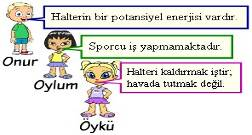 Halterin bir potansiyel enerjisi vardır.
Onur
Sporcu iş yapmamaktadır.
Oylum
Halteri kaldırmak iştir;
havada tutmak değil.
Öykü